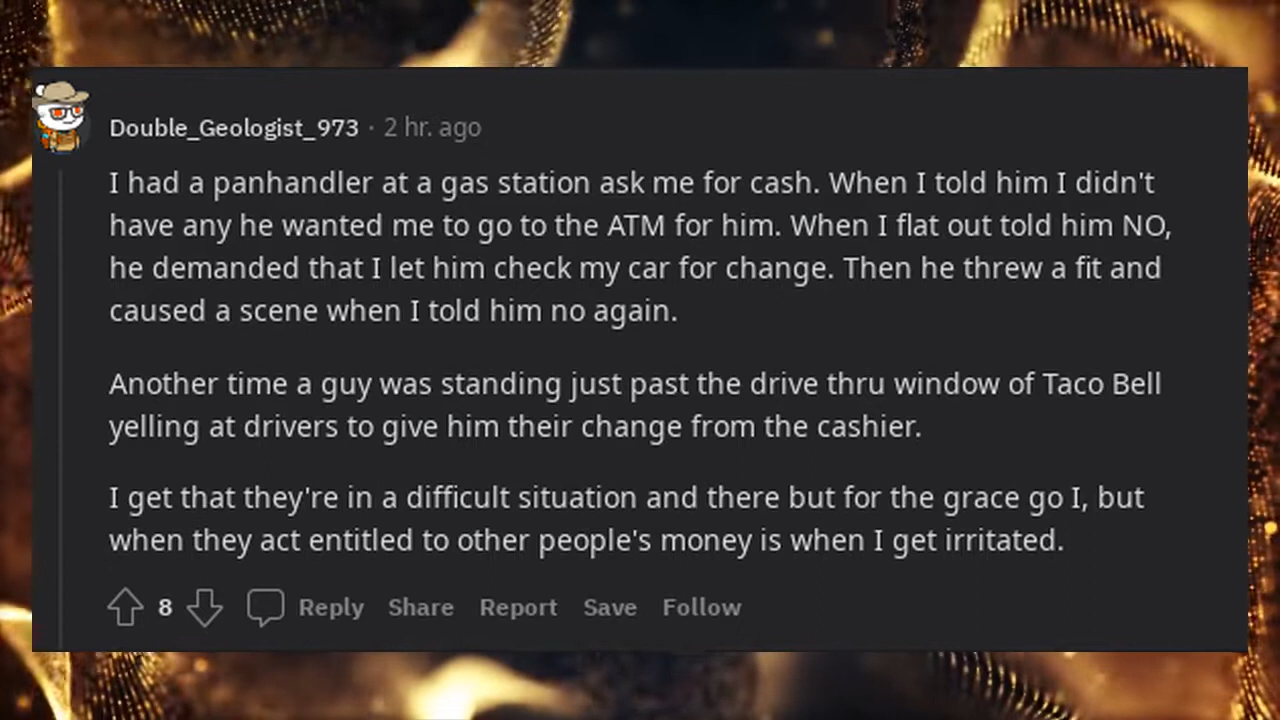 Double_Geologist_973 · 2 hr. ago
I had a panhandler at a gas station ask me for cash. When I told him I didn't
have any he wanted me to go to the ATM for him. When I flat out told him NO,
he demanded that I let him check my car for change. Then he threw a fit and
caused a scene when I told him no again.
Another time a guy was standing just past the drive thru window of Taco Bell
yelling at drivers to give him their change from the cashier.
I get that they're in a difficult situation and there but for the grace go I, but
when they act entitled to other people's money is when I get irritated.
8 Reply Share Report Save Follow